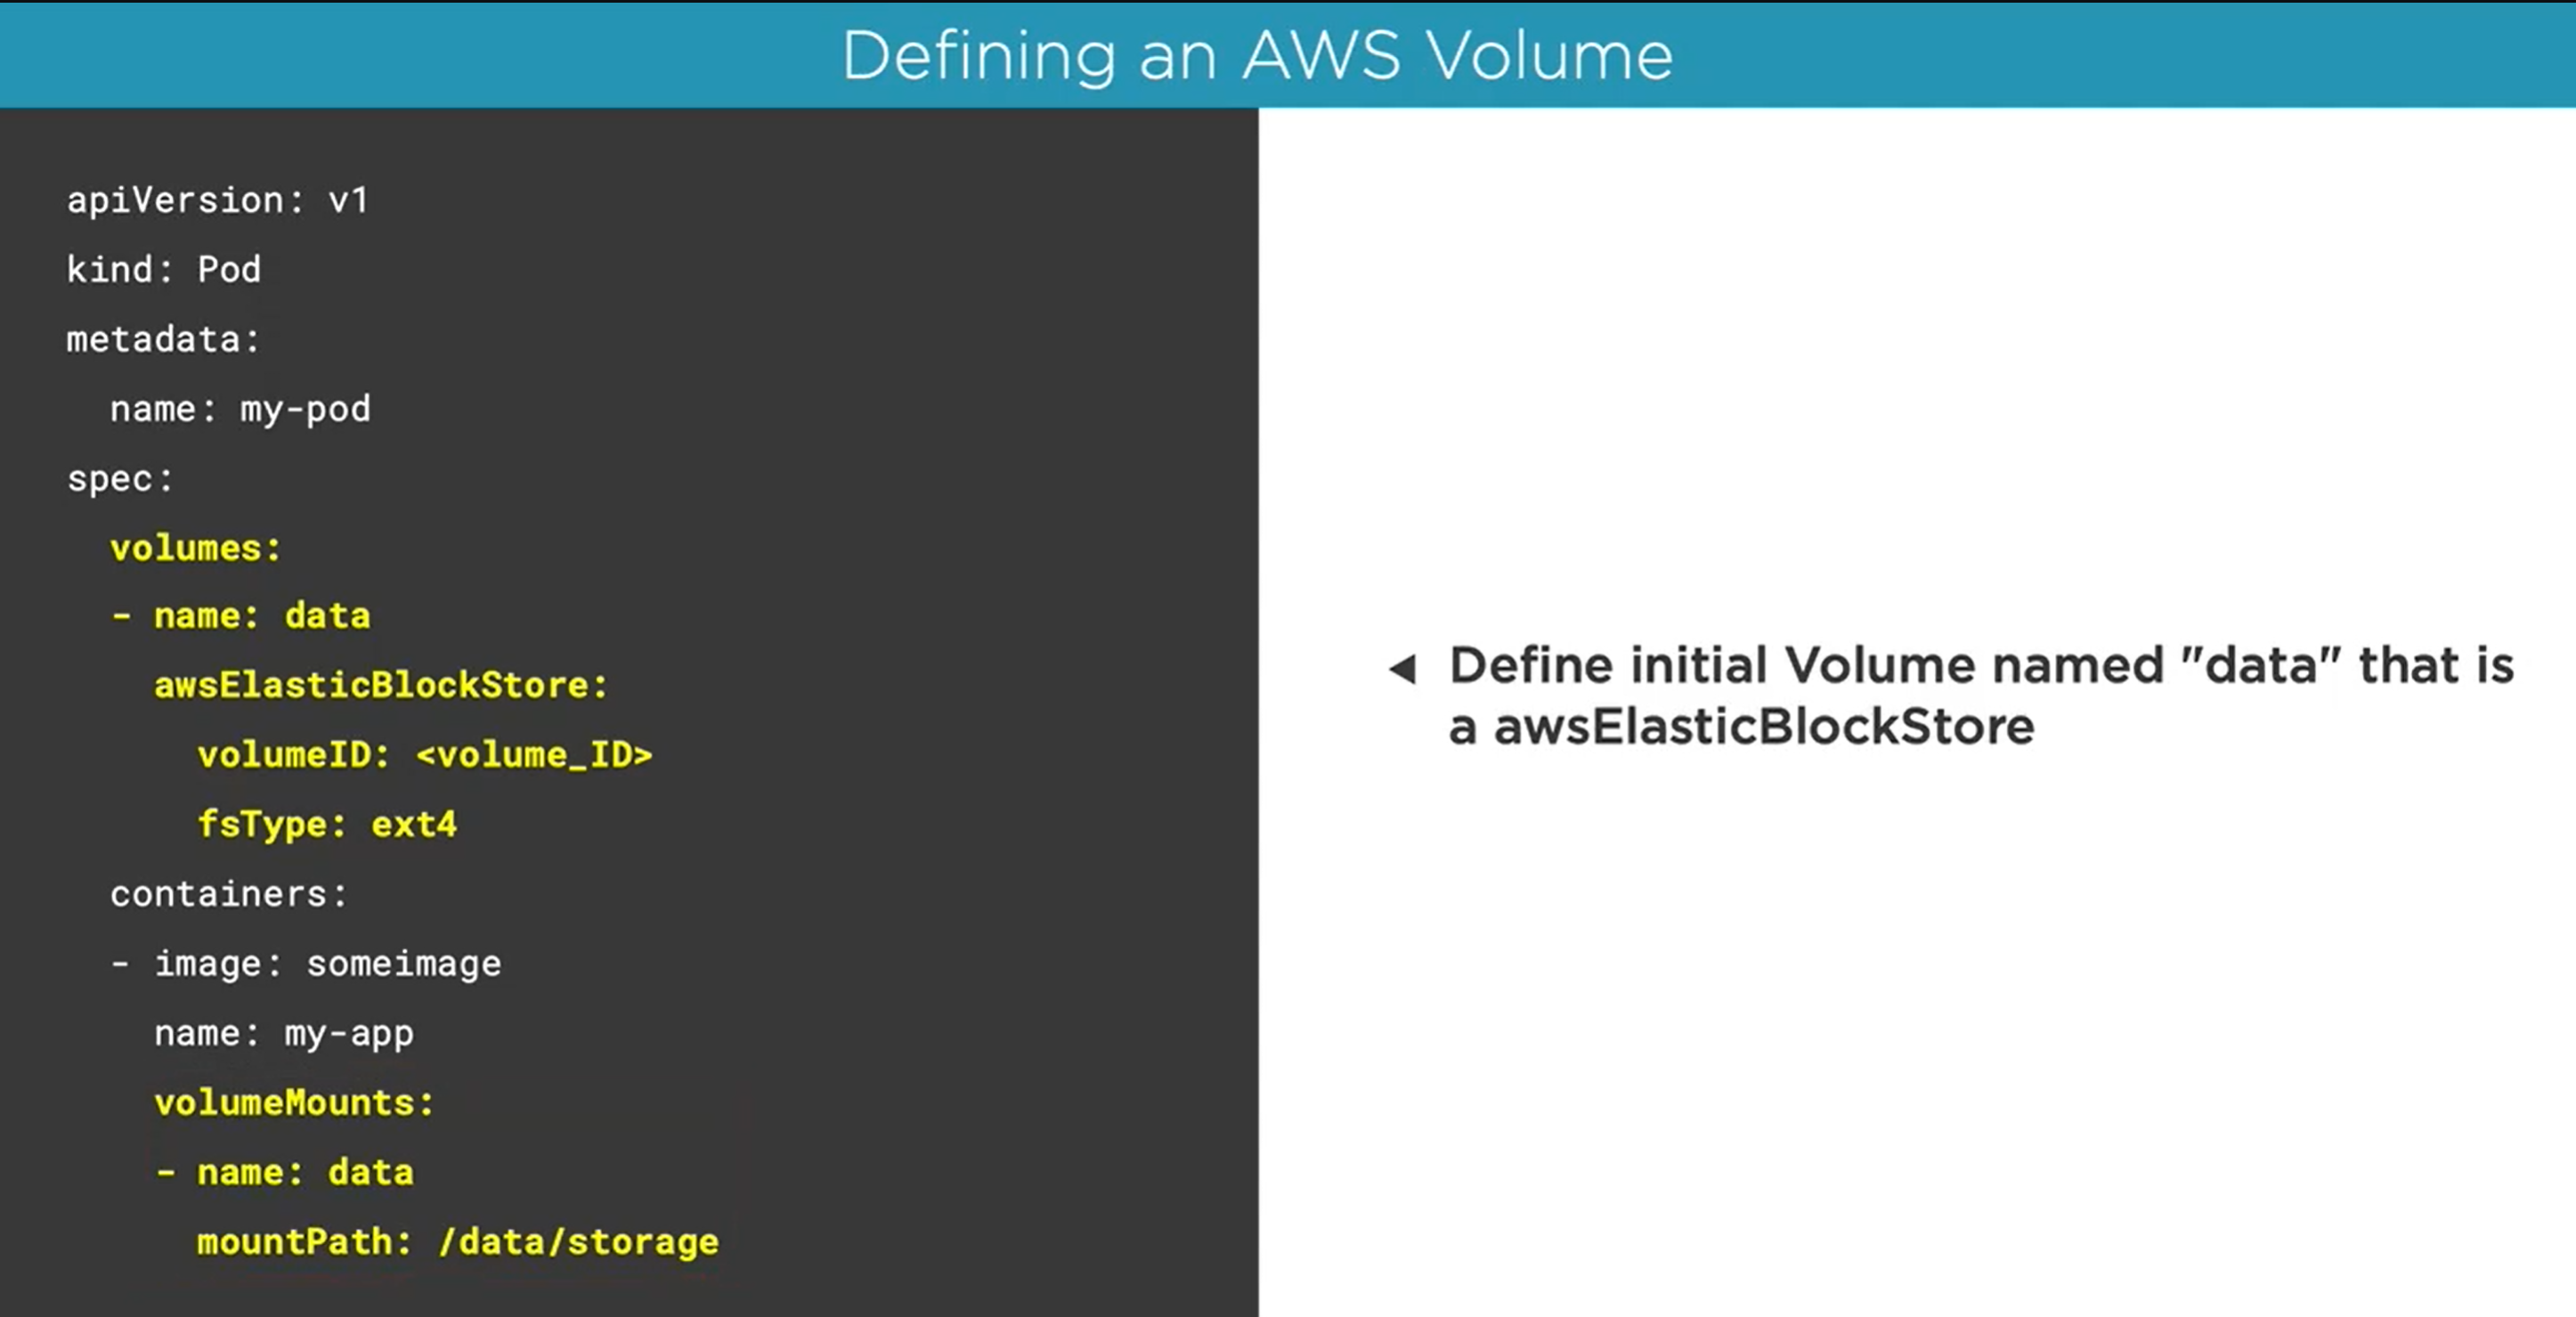 Defining an AWS Volume
apiVersion: v1
kind: Pod
metadata:
  name: my-pod
spec:
  volumes:
  - name: data
    awsElasticBlockStore:
      volumeID: <volume_ID>
      fsType: ext4
  containers:
  - image: someimage
    name: my-app
    volumeMounts:
    - name: data
      mountPath: /data/storage
◄ Define initial Volume named "data" that is
a awsElasticBlockStore